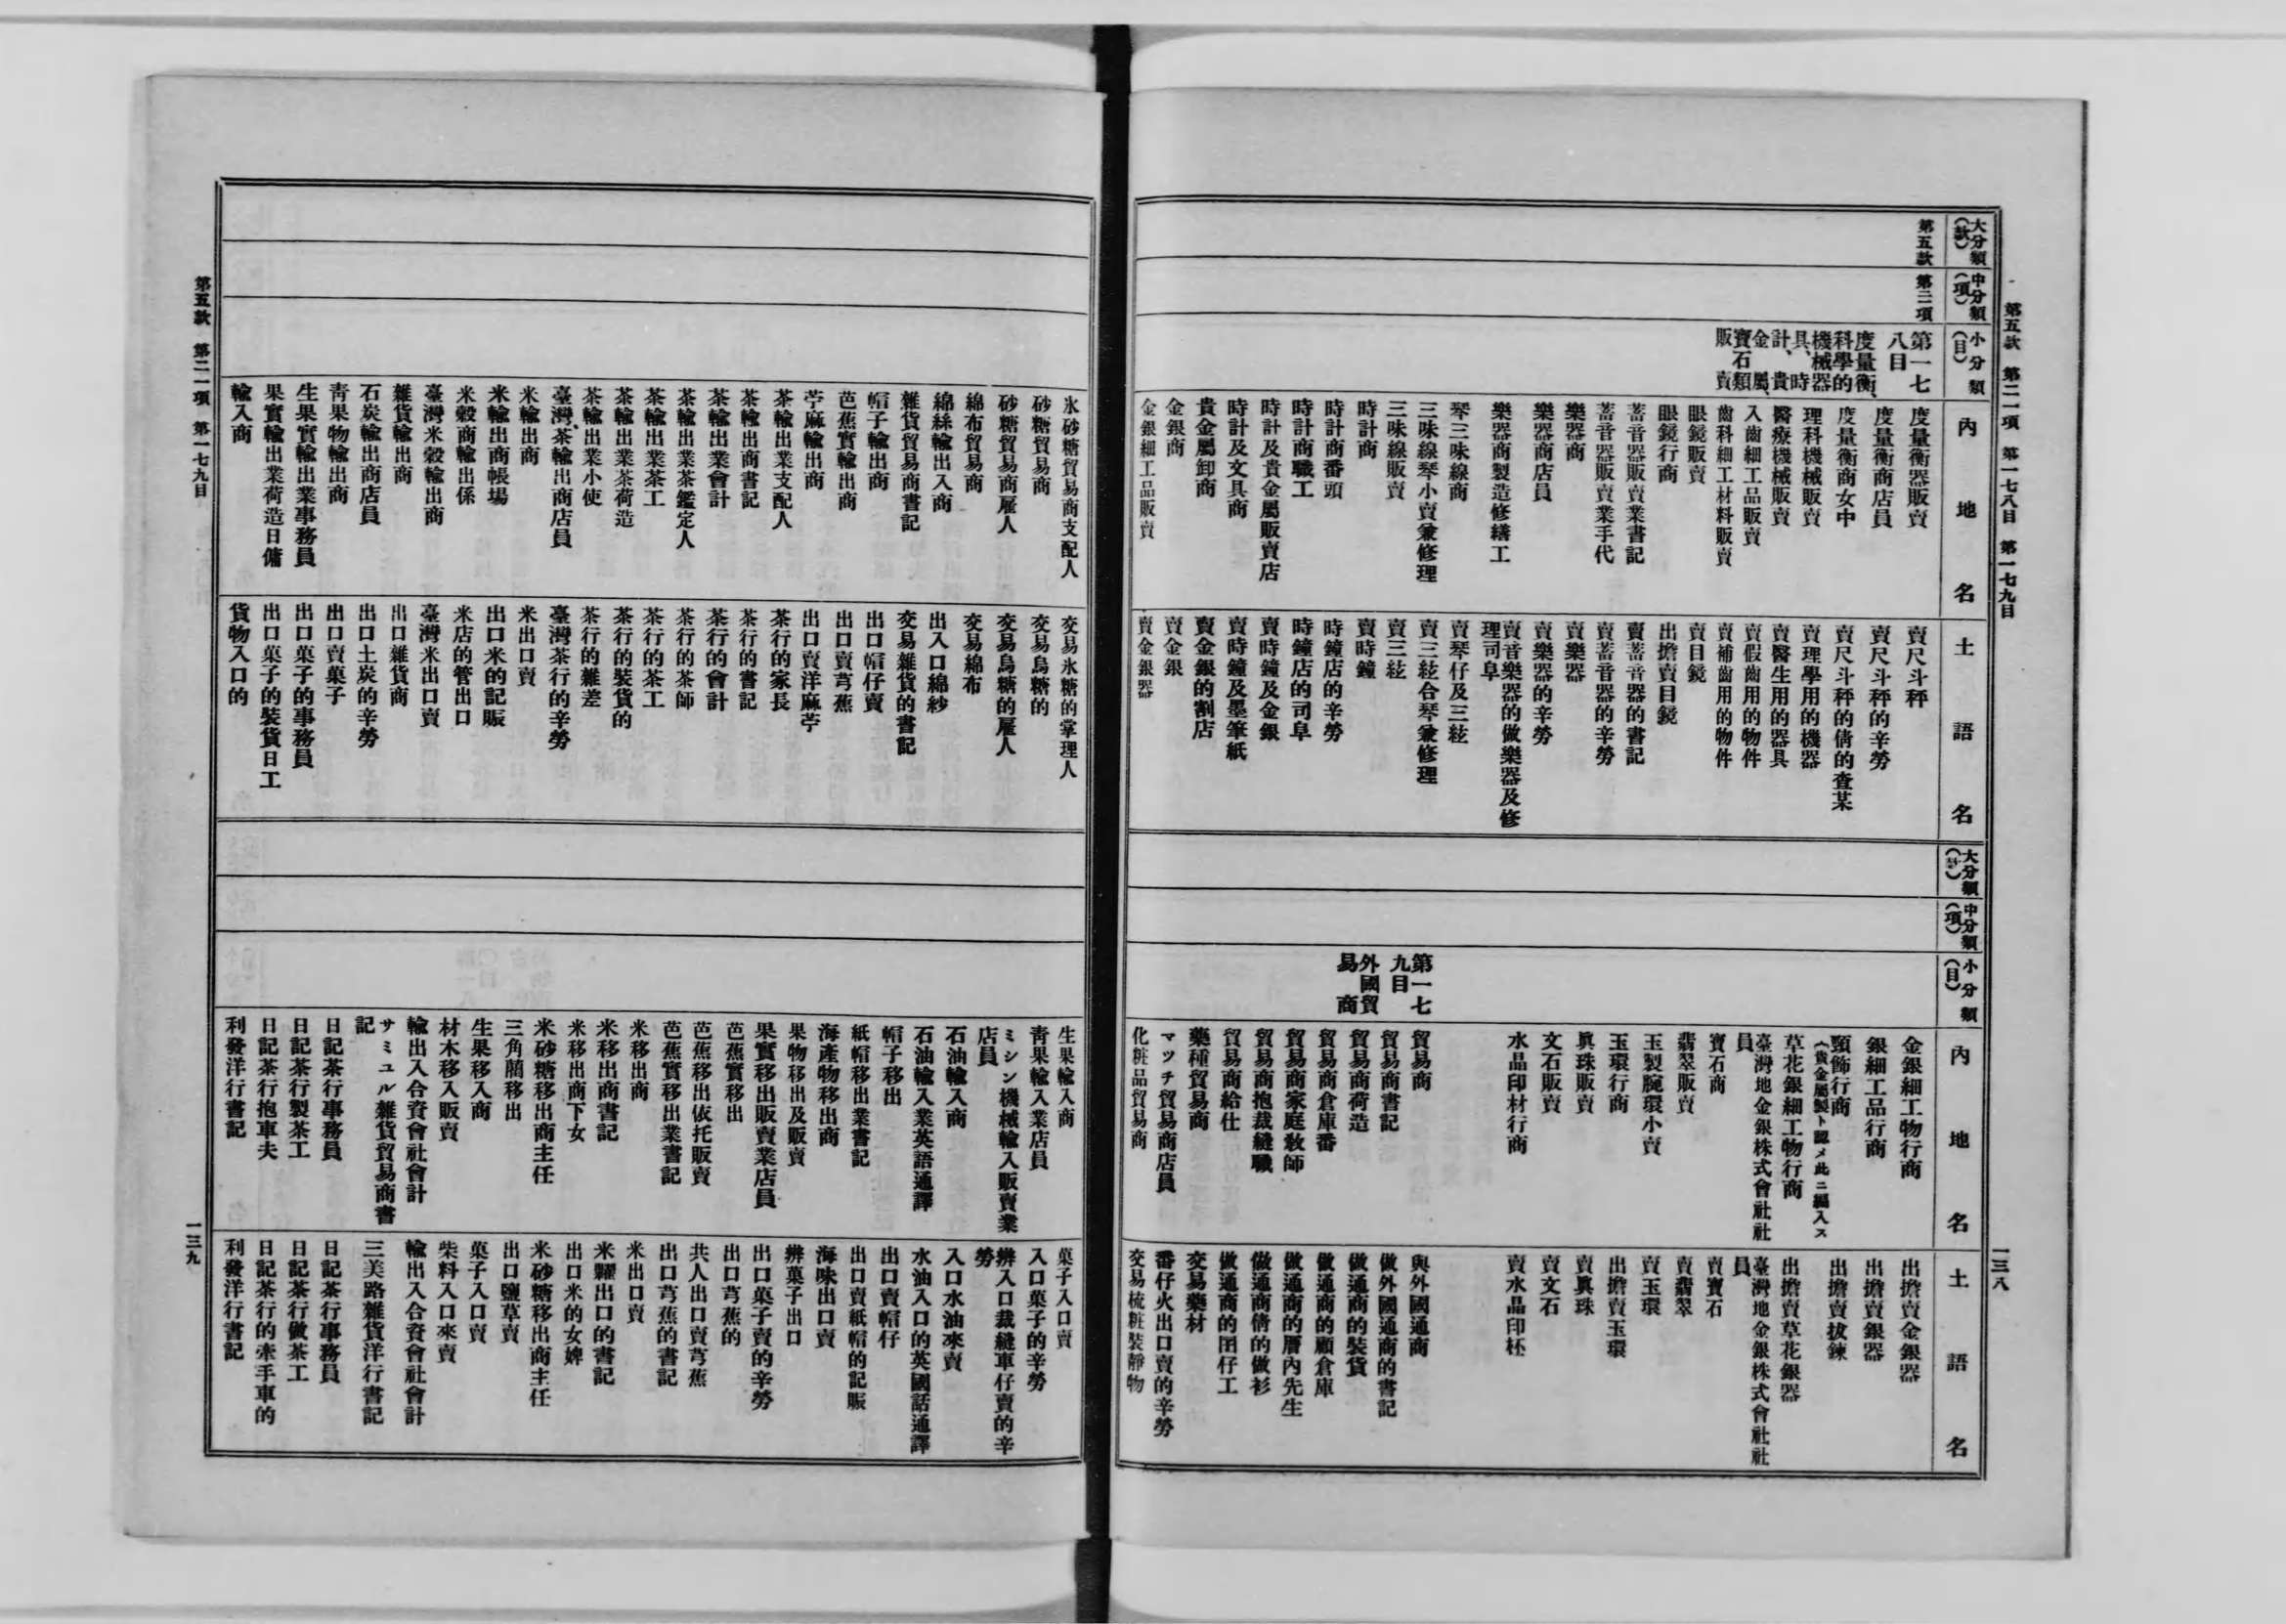 第五款 第二一項 第一七八目 第一七九目
一三八
大分類(款)
中分類(項)
小分類(目)
內地名
土語名
第五款
第二一項
第一七八目
度量衡、科學的機械器具、時計、貴金屬、寶石類販賣
度量衡器販賣
度量衡商店員
度量衡商女中
理科機械販賣
醫療機械販賣
入齒細工品販賣
齒科細工材料販賣
眼鏡販賣
眼鏡行商
蓄音器販賣業書記
蓄音器販賣業手代
樂器商
樂器商店員
樂器商製造修繕工
琴三味線商
三味線琴小賣兼修理
三味線販賣
時計商
時計商番頭
時計商職工
時計及貴金屬販賣店
時計及文具商
貴金屬卸商
金銀商
金銀細工品販賣
賣尺斗秤
賣尺斗秤的辛勞
賣尺斗秤的倩的查某
賣理學用的機器
賣醫生用的器具
賣假齒用的物件
賣補齒用的物件
賣目鏡
出擔賣目鏡
賣蓄音器的書記
賣蓄音器的辛勞
賣樂器
賣樂器的辛勞
賣音樂器的做樂器及修
理司阜
賣琴仔及三絃
賣三絃合琴兼修理
賣三絃
賣時鐘
時鐘店的辛勞
時鐘店的司阜
賣時鐘及金銀
賣時鐘及墨筆紙
賣金銀的割店
賣金銀
賣金銀器
大分類(款)
中分類(項)
小分類(目)
內地名
土語名
第一七九目
外國貿易商
金銀細工物行商
銀細工品行商
頸飾行商
(貴金屬製ト認メ此ニ編入ス
草花銀細工物行商
臺灣地金銀株式會社社
員
寶石商
翡翠販賣
玉製腕環小賣
玉環行商
眞珠販賣
文石販賣
水晶印材行商
貿易商
貿易商書記
貿易商荷造
貿易商倉庫番
貿易商家庭敎師
貿易商抱裁縫職
貿易商給仕
藥種貿易商
マッチ貿易商店員
化粧品貿易商
出擔賣金銀器
出擔賣銀器
出擔賣拔鍊
出擔賣草花銀器
臺灣地金銀株式會社社
員
賣寶石
賣翡翠
賣玉環
出擔賣玉環
賣眞珠
賣文石
賣水晶印坯
與外國通商
做外國通商的書記
做通商的裝貨
做通商的顧倉庫
做通商的厝內先生
做通商倩的做衫
做通商的囝仔工
交易藥材
番仔火出口賣的辛勞
交易梳粧裝靜物
氷砂糖貿易商支配人
砂糖貿易商
砂糖貿易商雇人
綿布貿易商
綿絲輸出入商
雜貨貿易商書記
帽子輸出商
芭蕉實輸出商
苧麻輸出商
茶輸出業支配人
茶輸出商書記
茶輸出業會計
茶輸出業茶鑑定人
茶輸出業茶工
茶輸出業茶荷造
茶輸出業小使
臺灣茶輸出商店員
米輸出商
米輸出商帳場
米穀商輸出係
臺灣米穀輸出商
雜貨輸出商
石炭輸出商店員
靑果物輸出商
生果實輸出業事務員
果實輸出業荷造日傭
輸入商
交易氷糖的掌理人
交易烏糖的
交易烏糖的雇人
交易綿布
出入口綿紗
交易雜貨的書記
出口帽仔賣
出口賣芎蕉
出口賣洋麻苧
茶行的家長
茶行的書記
茶行的會計
茶行的茶師
茶行的茶工
茶行的裝貨的
茶行的雜差
臺灣茶行的辛勞
米出口賣
出口米的記賬
米店的管出口
臺灣米出口賣
出口雜貨商
出口土炭的辛勞
出口賣菓子
出口菓子的事務員
出口菓子的裝貨日工
貨物入口的
生果輸入商
靑果輸入業店員
ミシン機械輸入販賣業
店員
石油輸入商
石油輸入業英語通譯
帽子移出
紙帽移出業書記
海產物移出商
果物移出及販賣
果實移出販賣業店員
芭蕉實移出
芭蕉移出依托販賣
芭蕉實移出業書記
米移出商
米移出商書記
米移出商下女
米砂糖移出商主任
三角藺移出
生果移入商
材木移入販賣
輸出入合資會社會計
サミユル雜貨貿易商書
記
日記茶行事務員
日記茶行製茶工
日記茶行抱車夫
利發洋行書記
菓子入口賣
入口菓子的辛勞
辨入口裁縫車仔賣的辛
勞
入口水油來賣
水油入口的英國話通譯
出口賣帽仔
出口賣紙帽的記賬
海味出口賣
辨菓子出口
出口菓子賣的辛勞
出口芎蕉的
共人出口賣芎蕉
出口芎蕉的書記
米出口賣
米糶出口的書記
出口米的女婢
米砂糖移出商主任
出口鹽草賣
菓子入口賣
柴料入口來賣
輸出入合資會社會計
三美路雜貨洋行書記
日記茶行事務員
日記茶行做茶工
日記茶行的牽手車的
利發洋行書記
第五款 第二一項 第一七九目
一三九